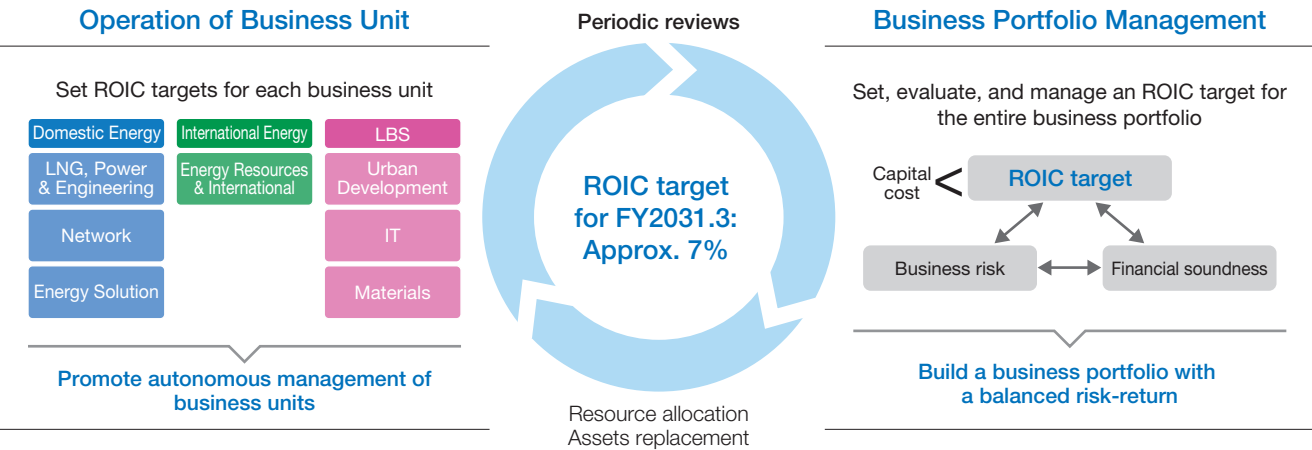 Operation of Business Unit
Set ROIC targets for each business unit
Domestic Energy
International Energy
LBS
LNG, Power
& Engineering
Energy Resources
& International
Urban
Development
Network
IT
Energy Solution
Materials
Promote autonomous management of
business units
Periodic reviews
ROIC target
for FY2031.3:
Approx. 7%
Resource allocation
Assets replacement
Business Portfolio Management
Set, evaluate, and manage an ROIC target for
the entire business portfolio
Capital
cost
<
ROIC target
Business risk
Financial soundness
Build a business portfolio with
a balanced risk-return